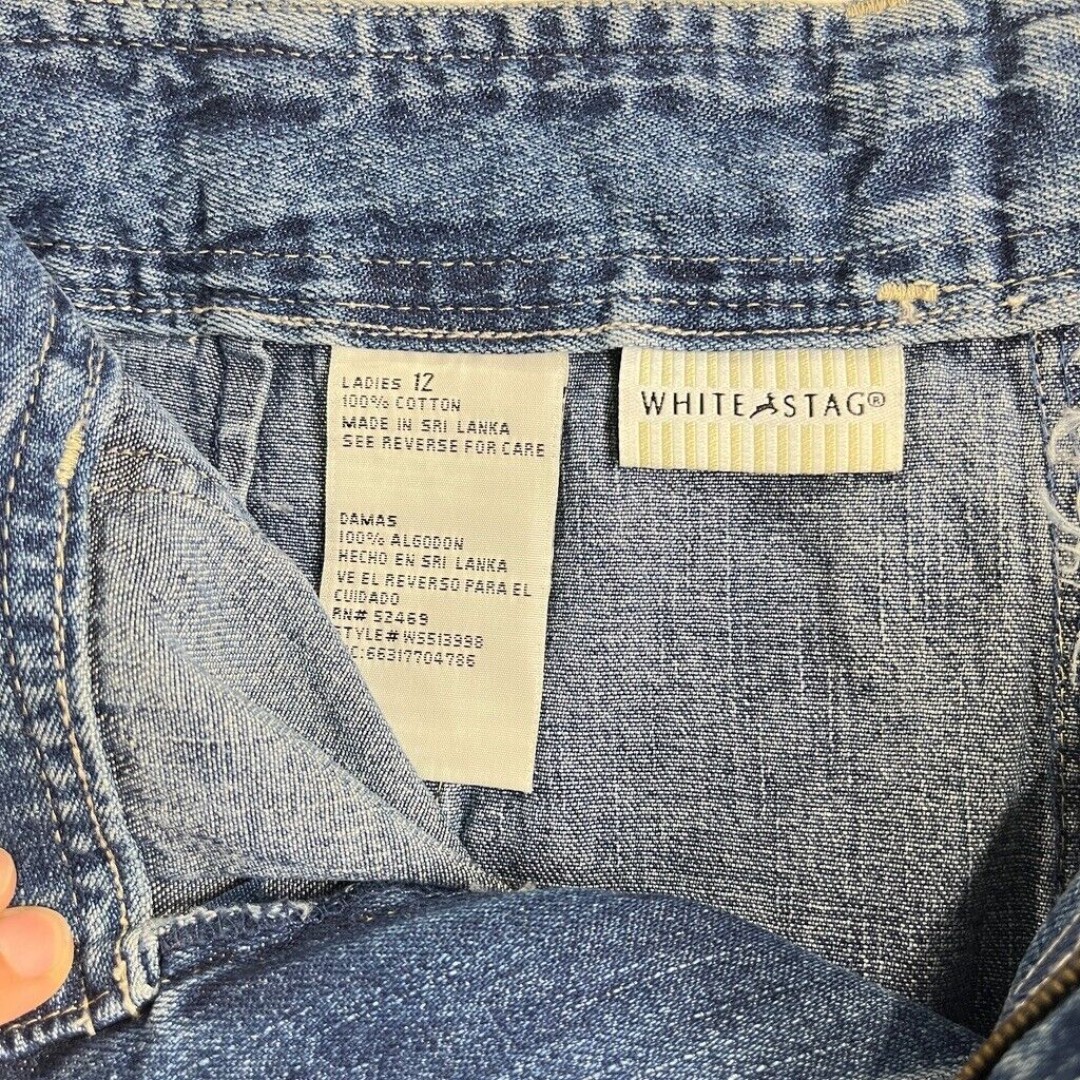 LADIES 12
100% COTTON
MADE IN SRI LANKA
SEE REVERSE FOR CARE
DAMAS
100% ALGODON
HECHO EN SRI LANKA
VE EL REVERSO PARA EL
CUIDADO
RN# 52469
STYLE# WS513998
C:66317704786
WHITE STAG®